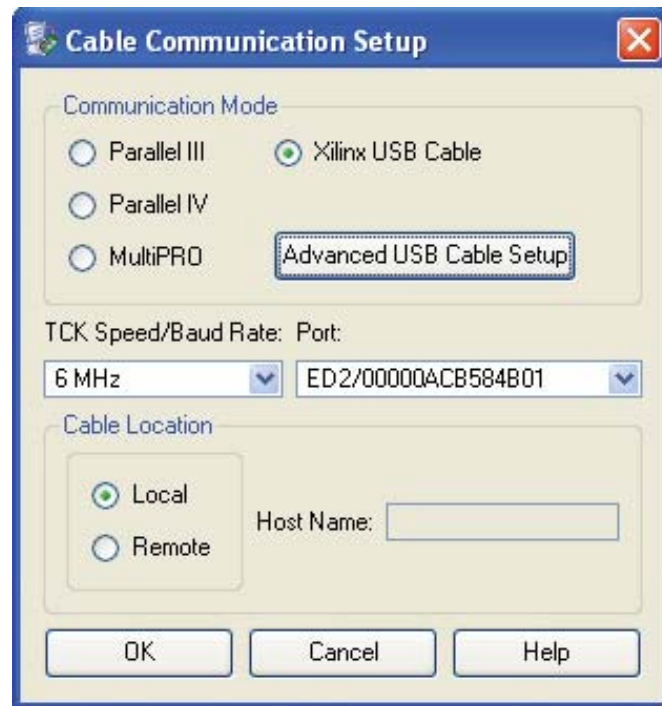 Cable Communication Setup
Communication Mode
Parallel III
Xilinx USB Cable
Parallel IV
MultiPRO
Advanced USB Cable Setup
TCK Speed/Baud Rate: Port:
6 MHz
ED2/00000ACB584B01
Cable Location
Local
Remote
Host Name:
OK Cancel Help